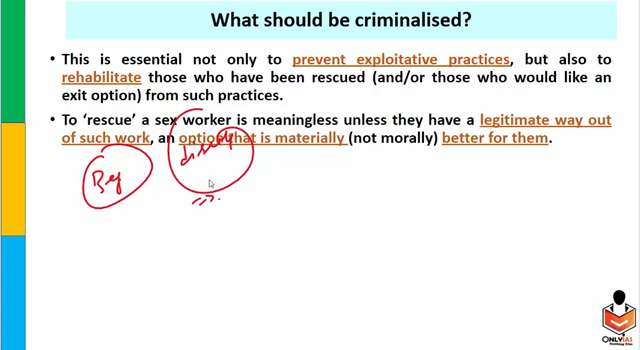 What should be criminalised?
This is essential not only to prevent exploitative practices, but also to
rehabilitate those who have been rescued (and/or those who would like an
exit option) from such practices.
To 'rescue' a sex worker is meaningless unless they have a legitimate way out
of such work, an option that is materially (not morally) better for them.
Beg
ONLYIAS